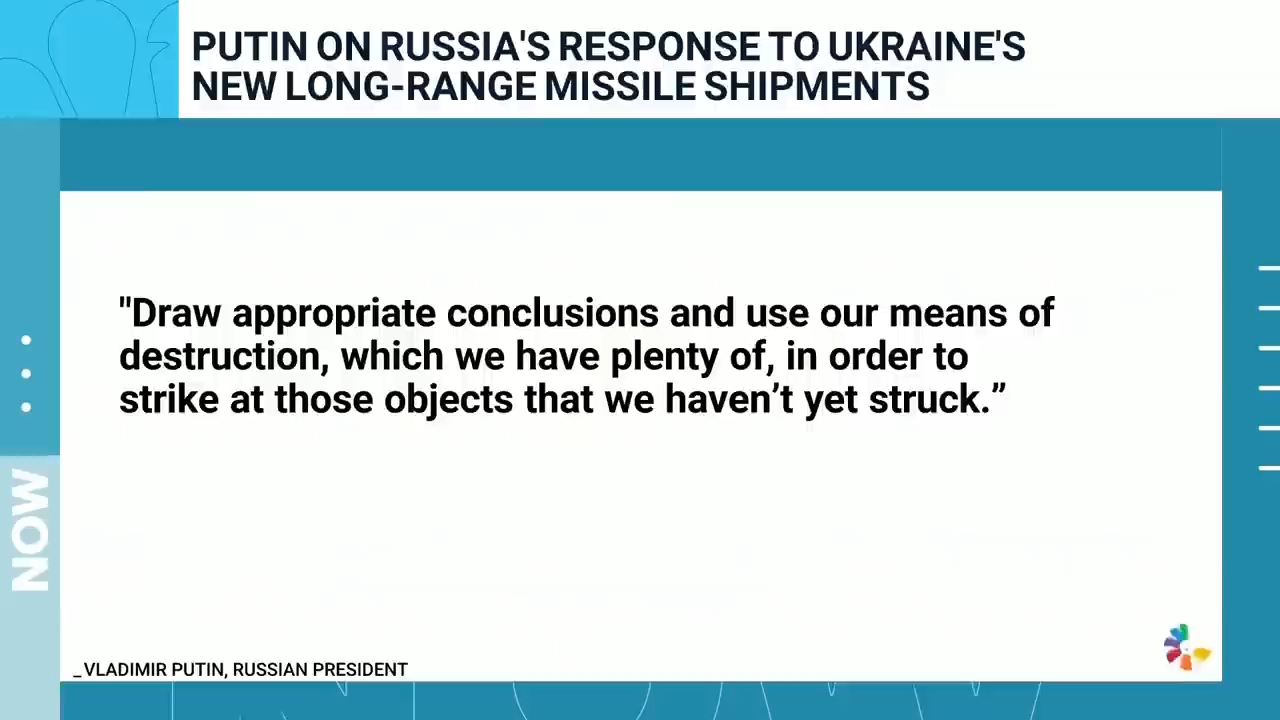 PUTIN ON RUSSIA'S RESPONSE TO UKRAINE'S
NEW LONG-RANGE MISSILE SHIPMENTS
"Draw appropriate conclusions and use our means of
destruction, which we have plenty of, in order to
strike at those objects that we haven’t yet struck.”
NOW
_VLADIMIR PUTIN, RUSSIAN PRESIDENT